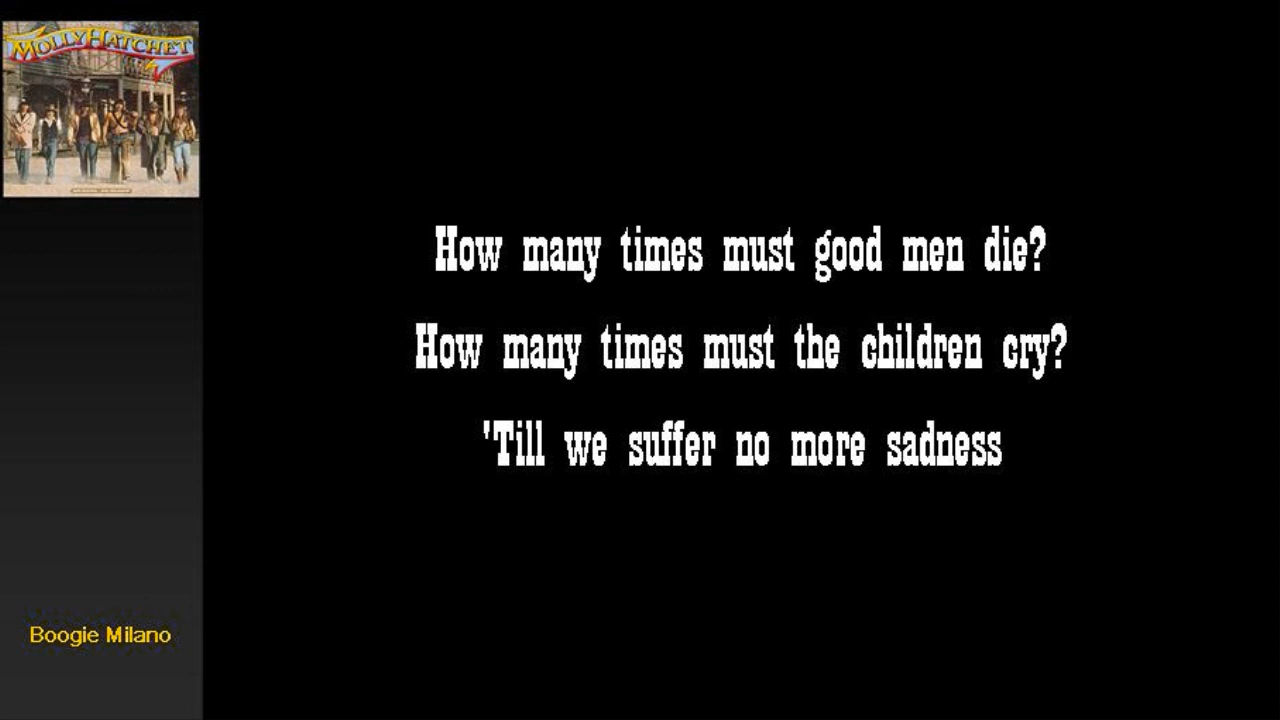 MOLLY HATCHET
How many times must good men die?
How many times must the children cry?
'Till we suffer no more sadness
Boogie Milano